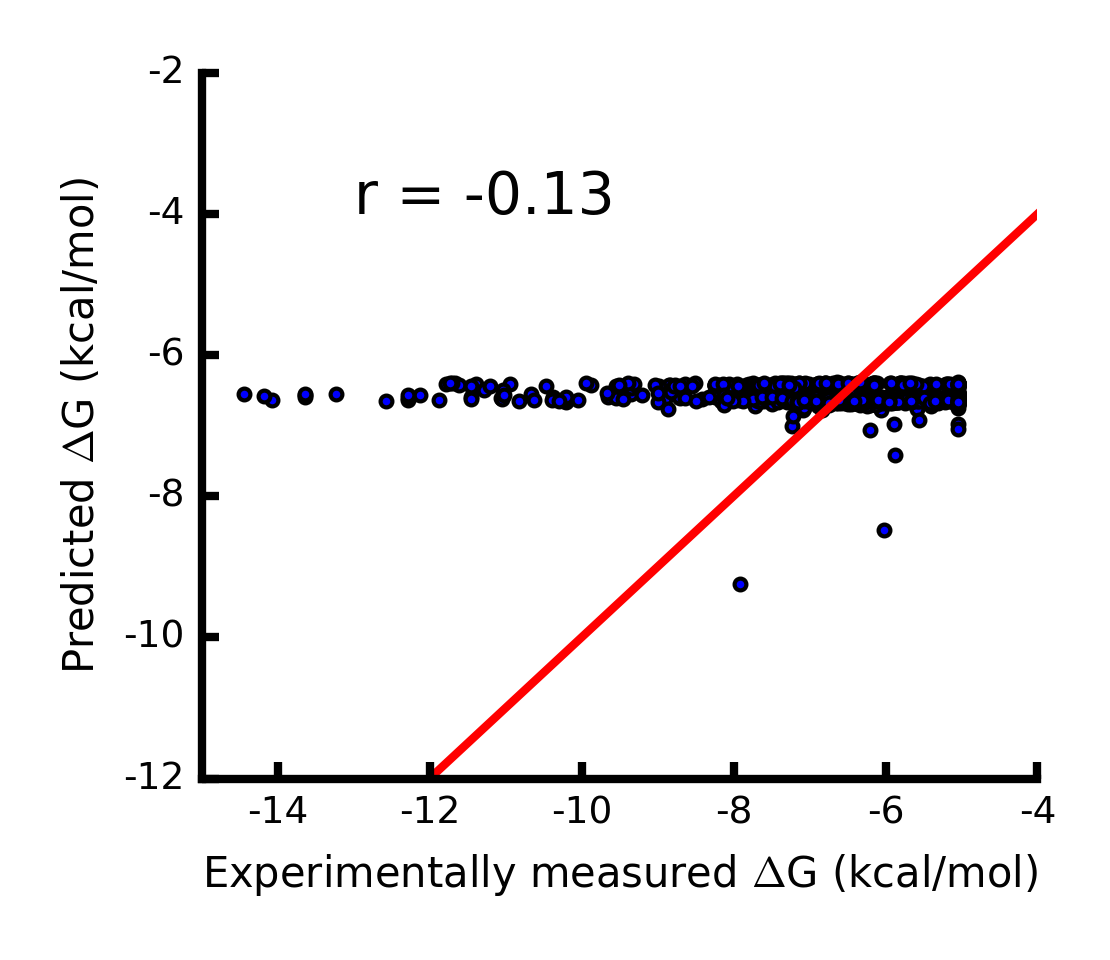 -2
r = -0.13
-4
-6
-8
-10
-12
Predicted ΔG (kcal/mol)
-14 -12 -10 -8 -6 -4
Experimentally measured ΔG (kcal/mol)